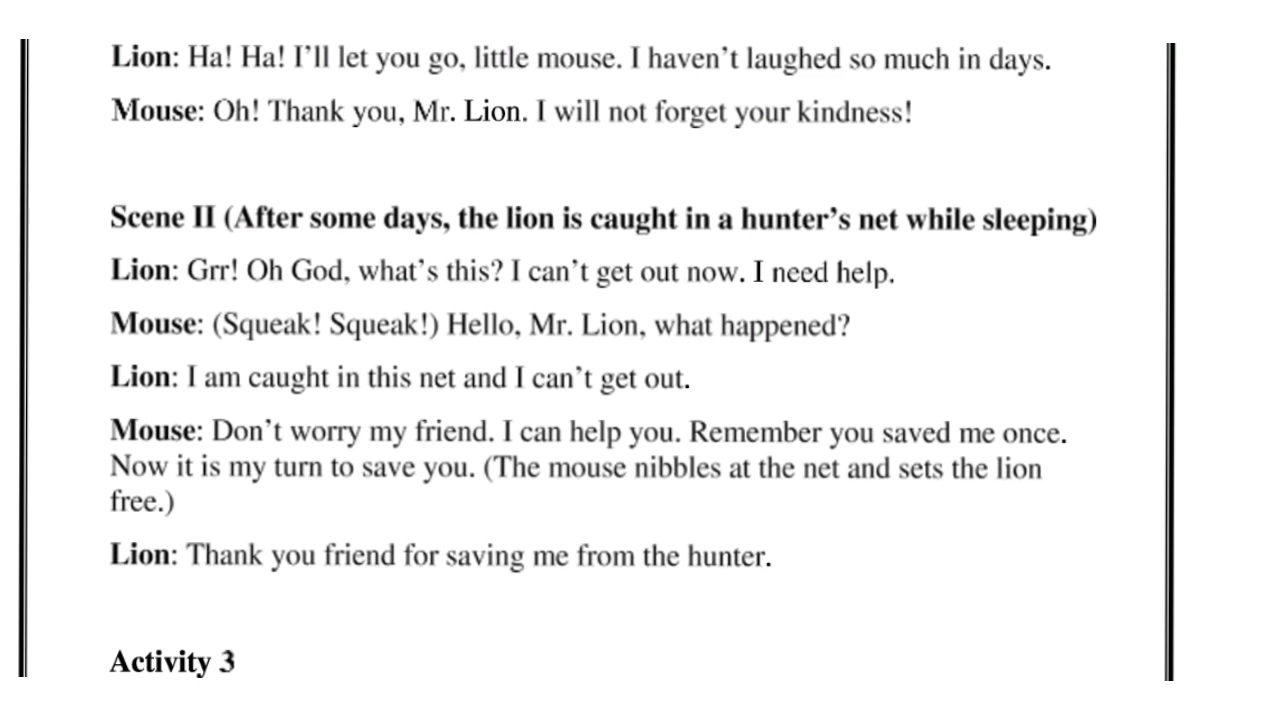 Lion: Ha! Ha! I’ll let you go, little mouse. I haven’t laughed so much in days.
Mouse: Oh! Thank you, Mr. Lion. I will not forget your kindness!
Scene II (After some days, the lion is caught in a hunter’s net while sleeping)
Lion: Grr! Oh God, what’s this? I can’t get out now. I need help.
Mouse: (Squeak! Squeak!) Hello, Mr. Lion, what happened?
Lion: I am caught in this net and I can’t get out.
Mouse: Don’t worry my friend. I can help you. Remember you saved me once.
Now it is my turn to save you. (The mouse nibbles at the net and sets the lion
free.)
Lion: Thank you friend for saving me from the hunter.
Activity 3